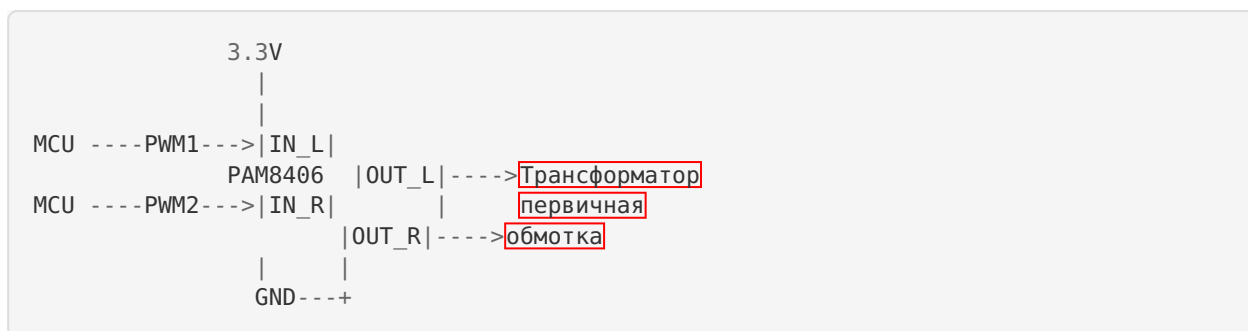 3.3V
|
|
MCU ----PWM1--->|IN_L|
PAM8406  |OUT_L|---->Трансформатор
MCU ----PWM2--->|IN_R|       |     первичная
|OUT_R|---->обмотка
|     |
GND---+